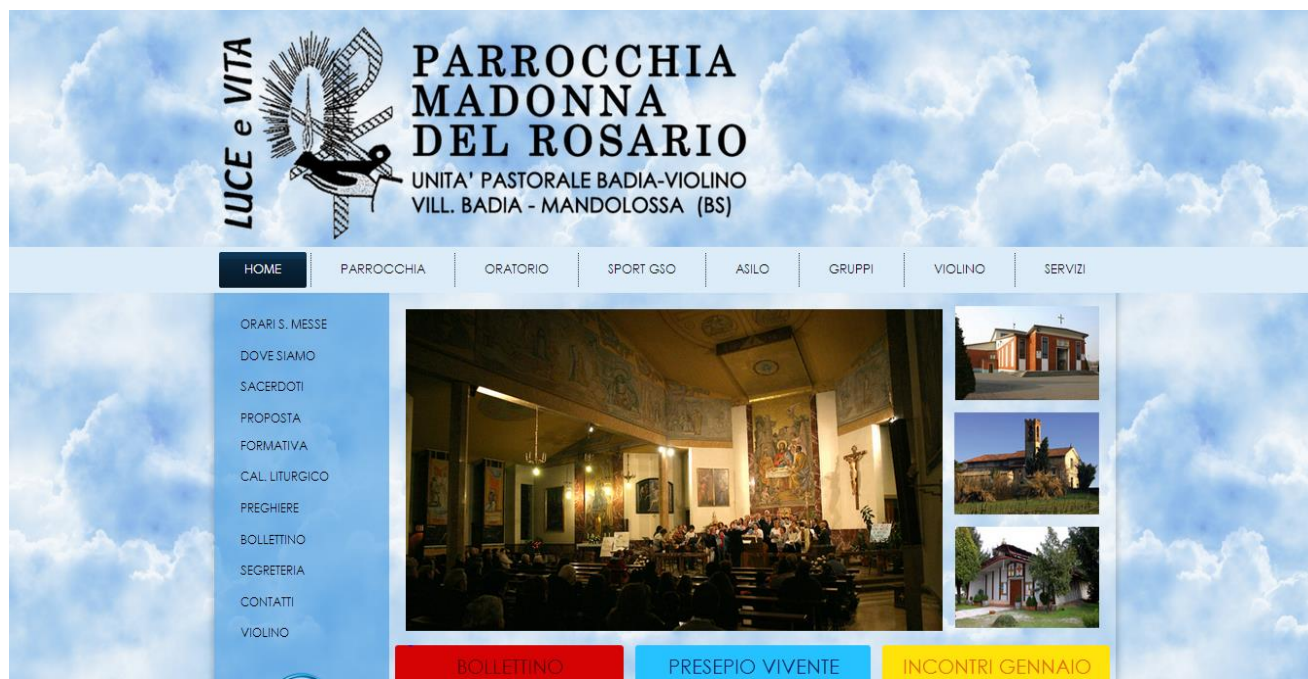 LUCE e VITA
PARROCCHIA
MADONNA
DEL ROSARIO
UNITA' PASTORALE BADIA-VIOLINO
VILL. BADIA - MANDOLOSSA (BS)
HOME PARROCCHIA ORATORIO SPORT GSO ASILO GRUPPI VIOLINO SERVIZI
ORARI S. MESSE
DOVE SIAMO
SACERDOTI
PROPOSTA
FORMATIVA
CAL. LITURGICO
PREGHIERE
BOLLETTINO
SEGRETERIA
CONTATTI
VIOLINO
BOLLETTINO PRESEPIO VIVENTE INCONTRI GENNAIO